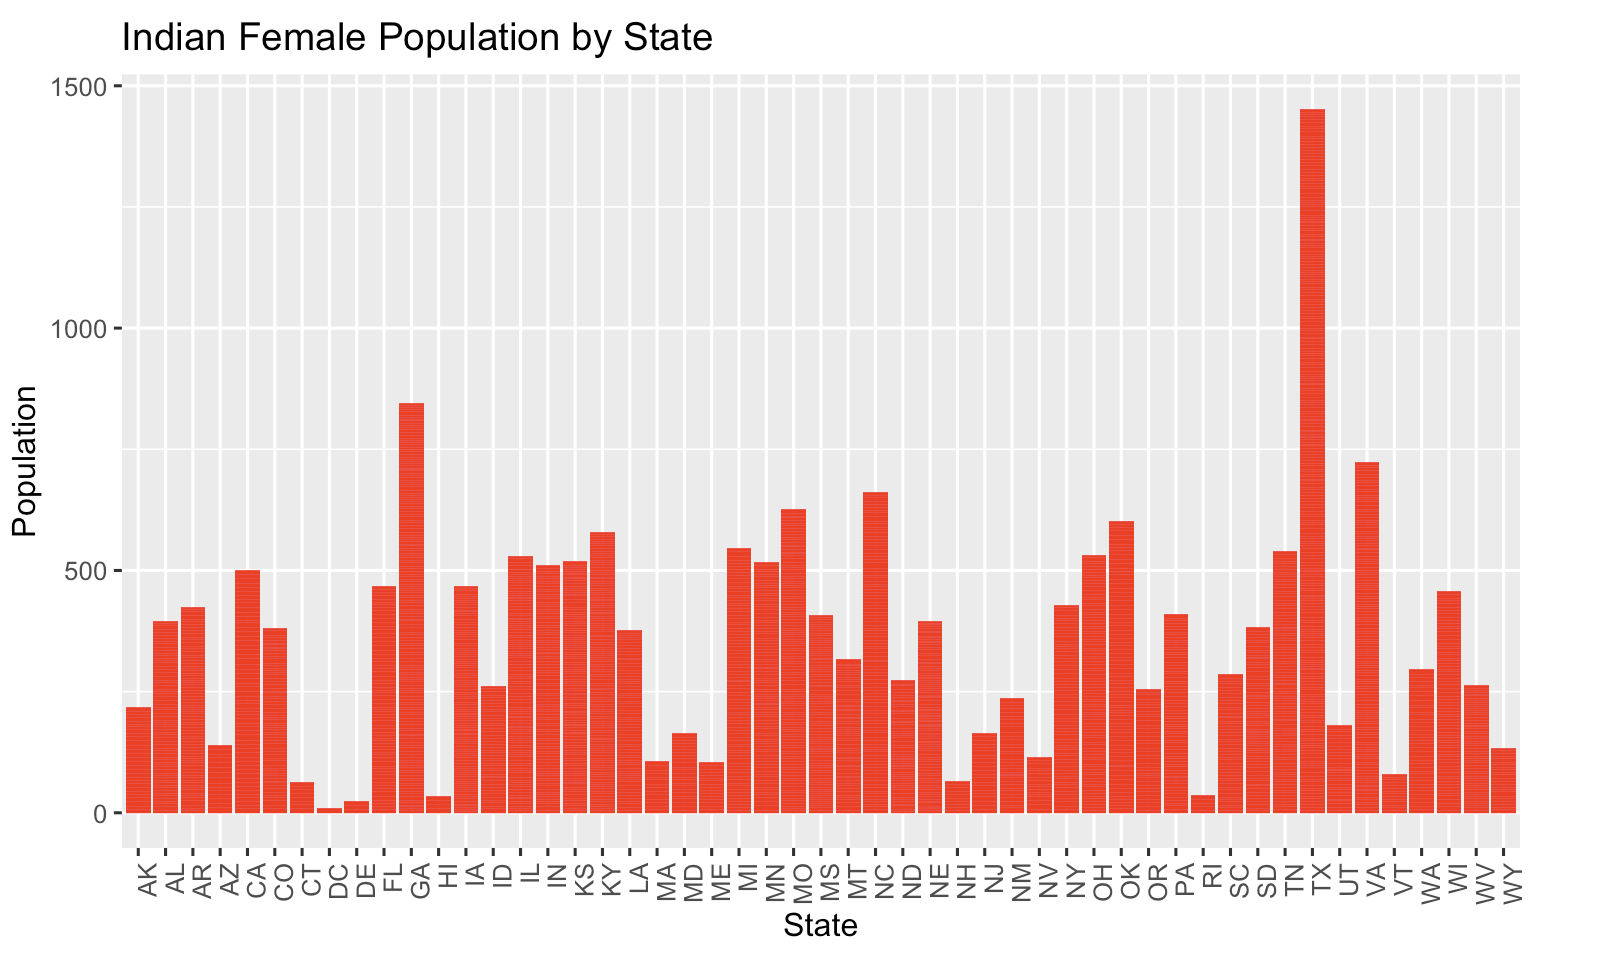 Indian Female Population by State
1500
1000
500
0
Population
AK AL AR AZ CA CO CT DC DE FL GA HI IA ID IL IN KS KY LA MA MD ME MI MN MO MS MT NC ND NE NH NJ NM NV NY OH OK OR PA RI SC SD TN TX UT VA VT WA WI WV WY
State